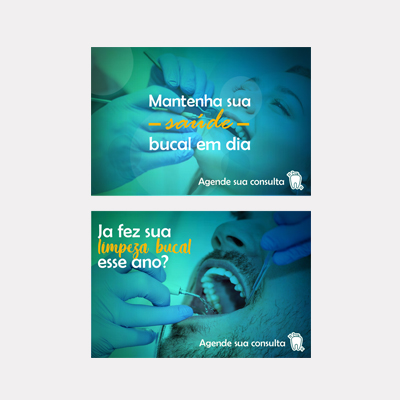 Mantenha sua
saúde
bucal em dia
Agende sua consulta
Ja fez sua
limpeza bucal
esse ano?
Agende sua consulta